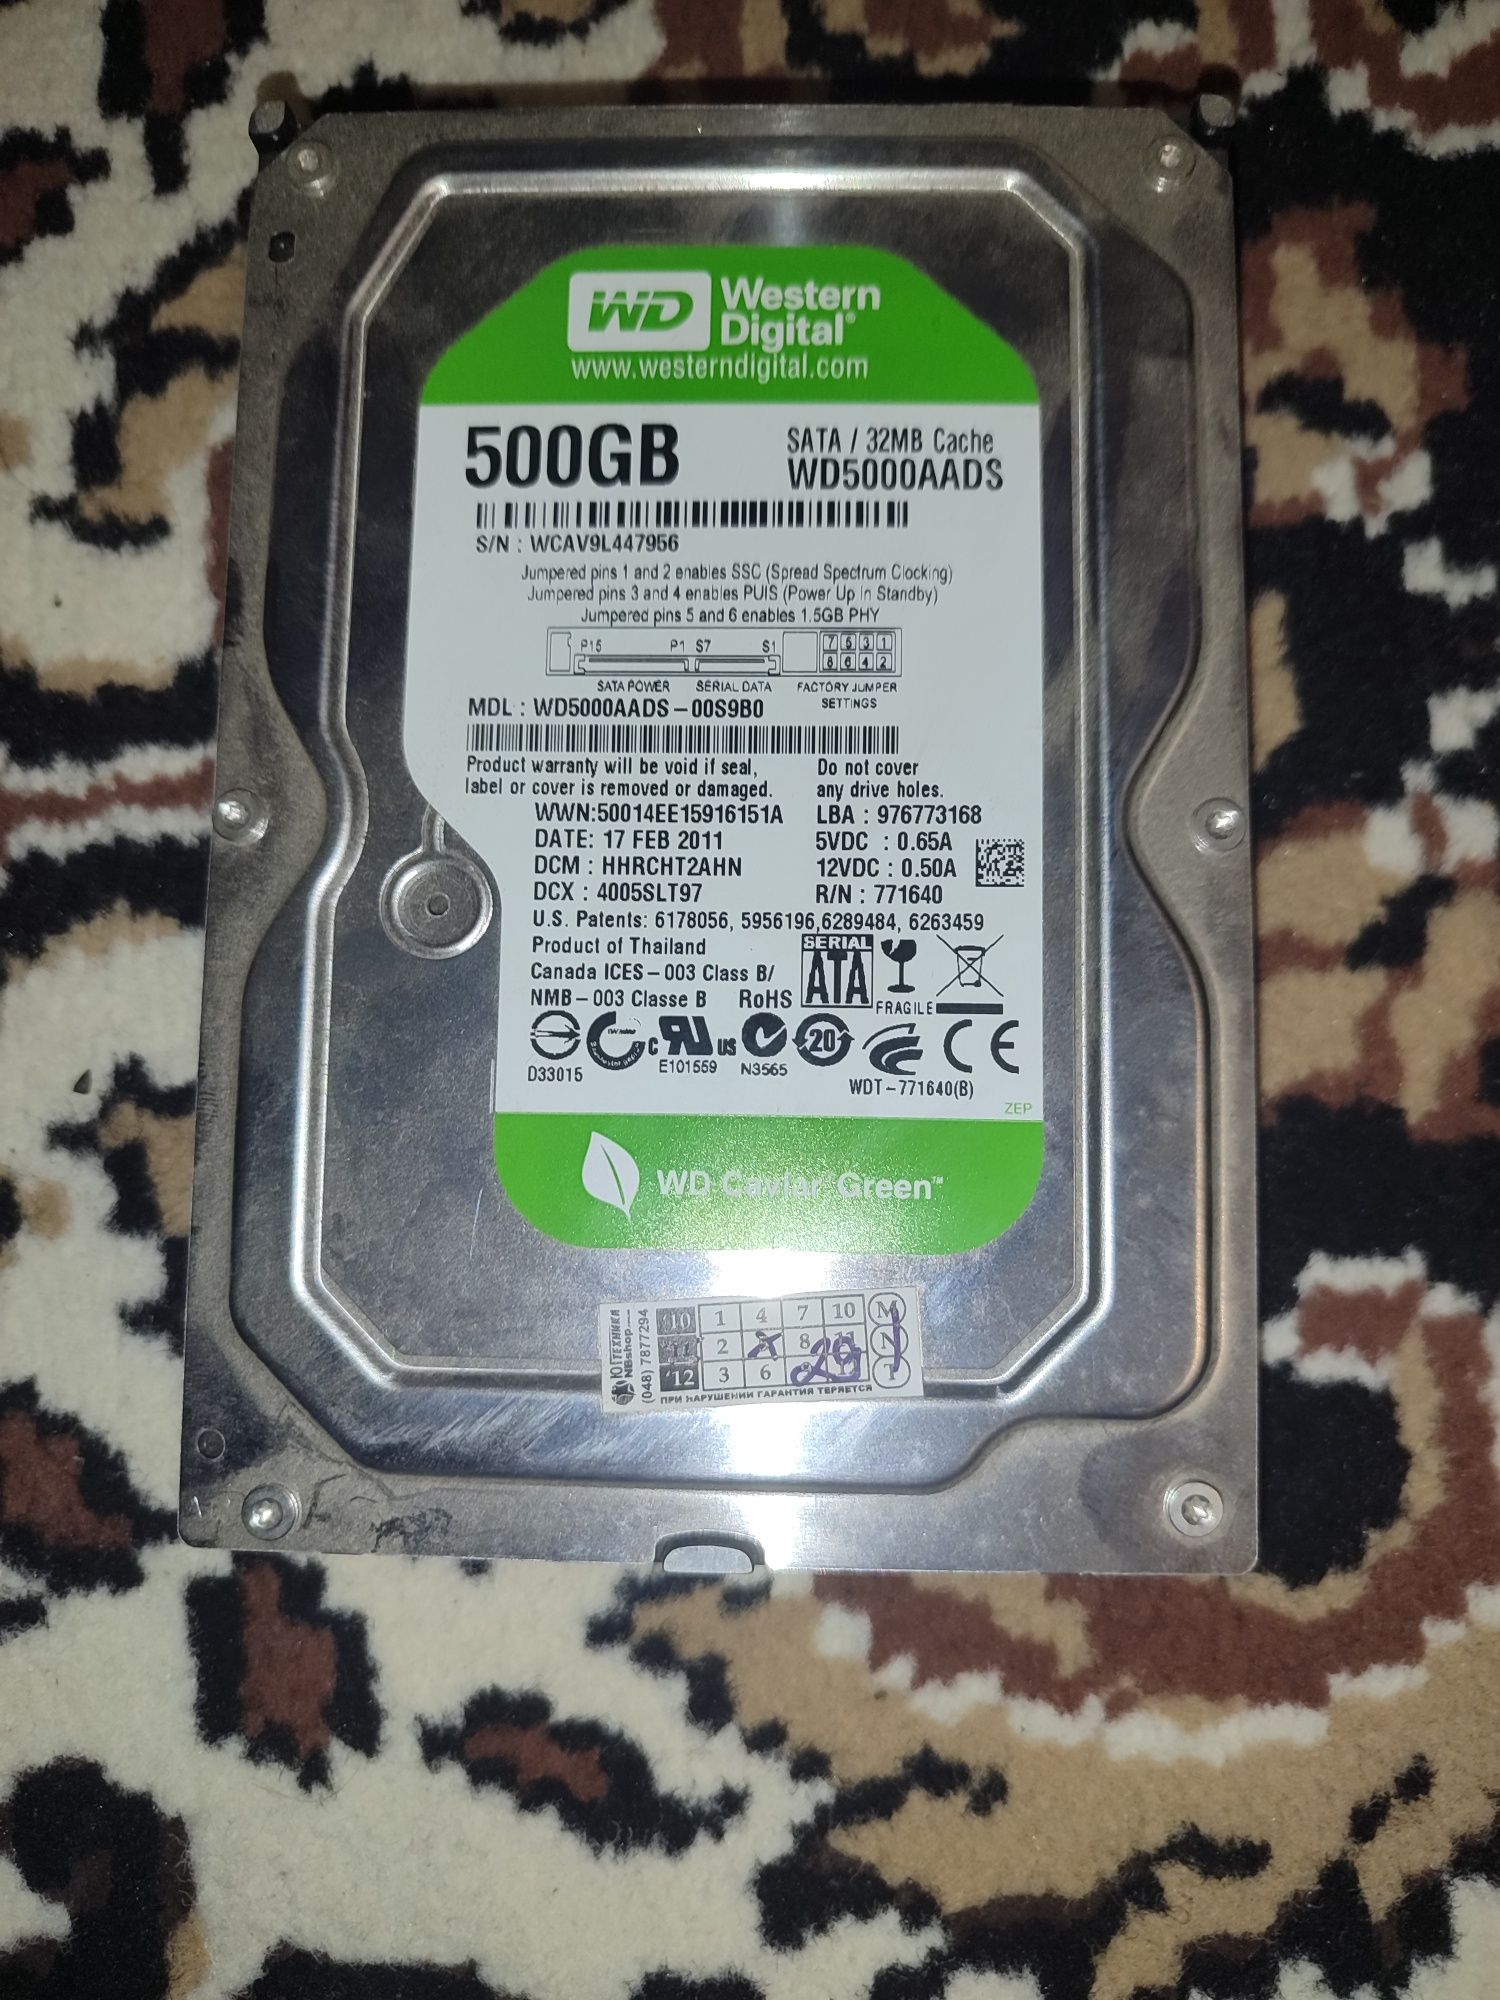 WD Western
Digital®
www.westerndigital.com
500GB
SATA / 32MB Cache
WD5000AADS
S/N : WCAV9L447956
Jumpered pins 1 and 2 enables SSC (Spread Spectrum Clocking)
Jumpered pins 3 and 4 enables PUIS (Power Up In Standby)
Jumpered pins 5 and 6 enables 1.5GB PHY
P15 P1 S7 S1 7 5 3 1
8 6 4 2
SATA POWER SERIAL DATA FACTORY JUMPER
SETTINGS
MDL : WD5000AADS – 00S9B0
Product warranty will be void if seal,
label or cover is removed or damaged.
Do not cover
any drive holes.
WWN:50014EE15916151A LBA : 976773168
DATE: 17 FEB 2011 5VDC : 0.65A
DCM : HHRCHT2AHN 12VDC : 0.50A
DCX : 4005SLT97 R/N : 771640
U.S. Patents: 6178056, 5956196,6289484, 6263459
Product of Thailand
Canada ICES – 003 Class B/
NMB – 003 Classe B RoHS
SERIAL
ATA
FRAGILE
20
CE
D33015
c us
E101559
N3565
WDT – 771640(B)
ZEP
WD Caviar Green™
NBshop
(048) 7877294
'10 1 4 7 10 M
11 2 8 N
'12 3 6
29
ПРИ НАРУШЕНИИ ГАРАНТИЯ ТЕРЯЕТСЯ